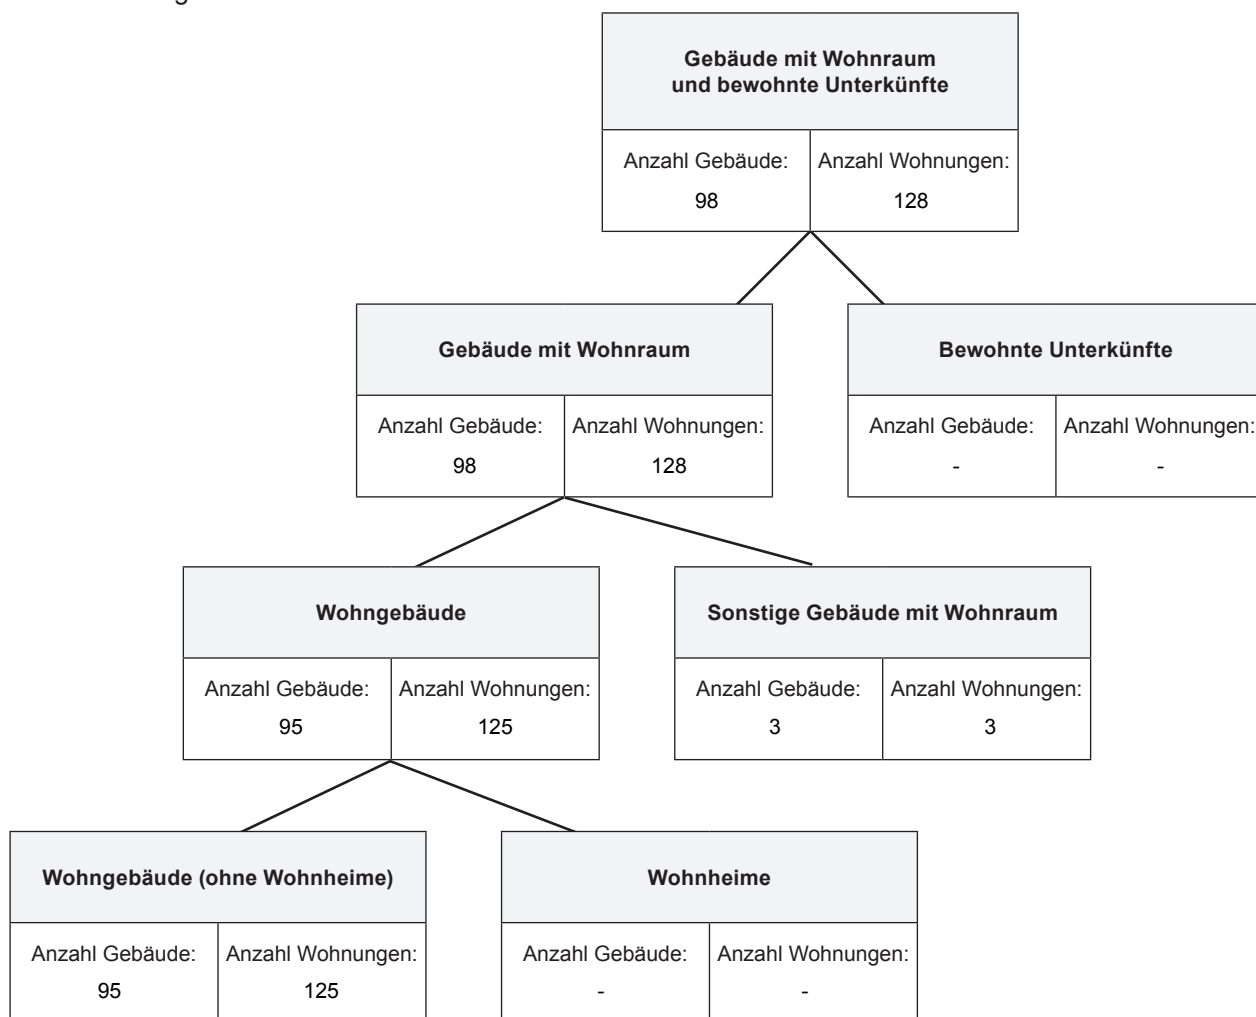 Gebäude mit Wohnraum
und bewohnte Unterkünfte
Anzahl Gebäude: Anzahl Wohnungen:
98 128
Gebäude mit Wohnraum
Anzahl Gebäude: Anzahl Wohnungen:
98 128
Bewohnte Unterkünfte
Anzahl Gebäude: Anzahl Wohnungen:
- -
Wohngebäude
Anzahl Gebäude: Anzahl Wohnungen:
95 125
Sonstige Gebäude mit Wohnraum
Anzahl Gebäude: Anzahl Wohnungen:
3 3
Wohngebäude (ohne Wohnheime)
Anzahl Gebäude: Anzahl Wohnungen:
95 125
Wohnheime
Anzahl Gebäude: Anzahl Wohnungen:
- -